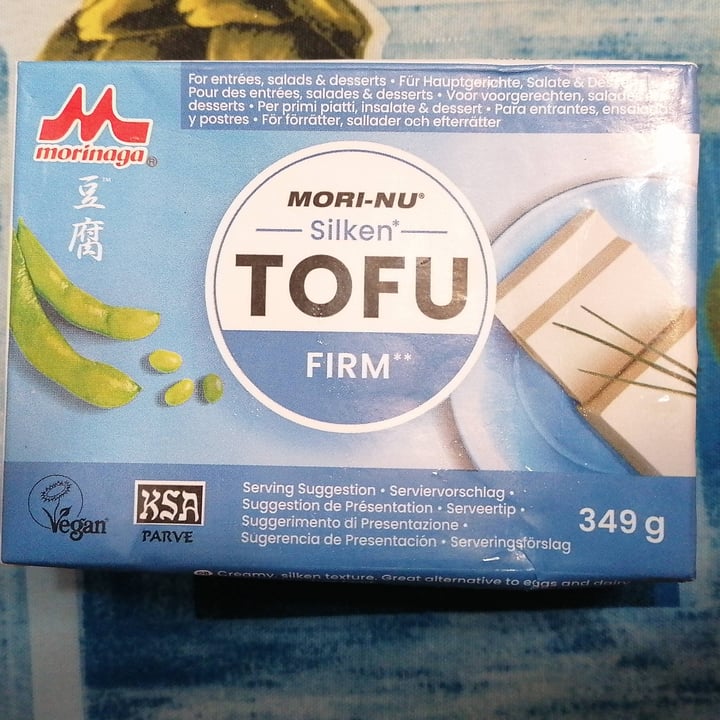 For entrées, salads & desserts • Für Hauptgerichte, Salate &
Pour des entrées, salades & desserts • Voor voorgerechten,
desserts • Per primi piatti, insalate & dessert • Para entrantes, ensaladas
y postres • För förrätter, sallader och efterrätter
morinaga®
豆腐™
MORI-NU®
Silken*
TOFU
FIRM**
Vegan
KSA
PARVE
Serving Suggestion • Serviervorschlag •
Suggestion de Présentation • Serveertip •
Suggerimento di Presentazione •
Sugerencia de Presentación • Serveringsförslag
349 g
GB Creamy, silken texture. Great alternative to eggs and dairy